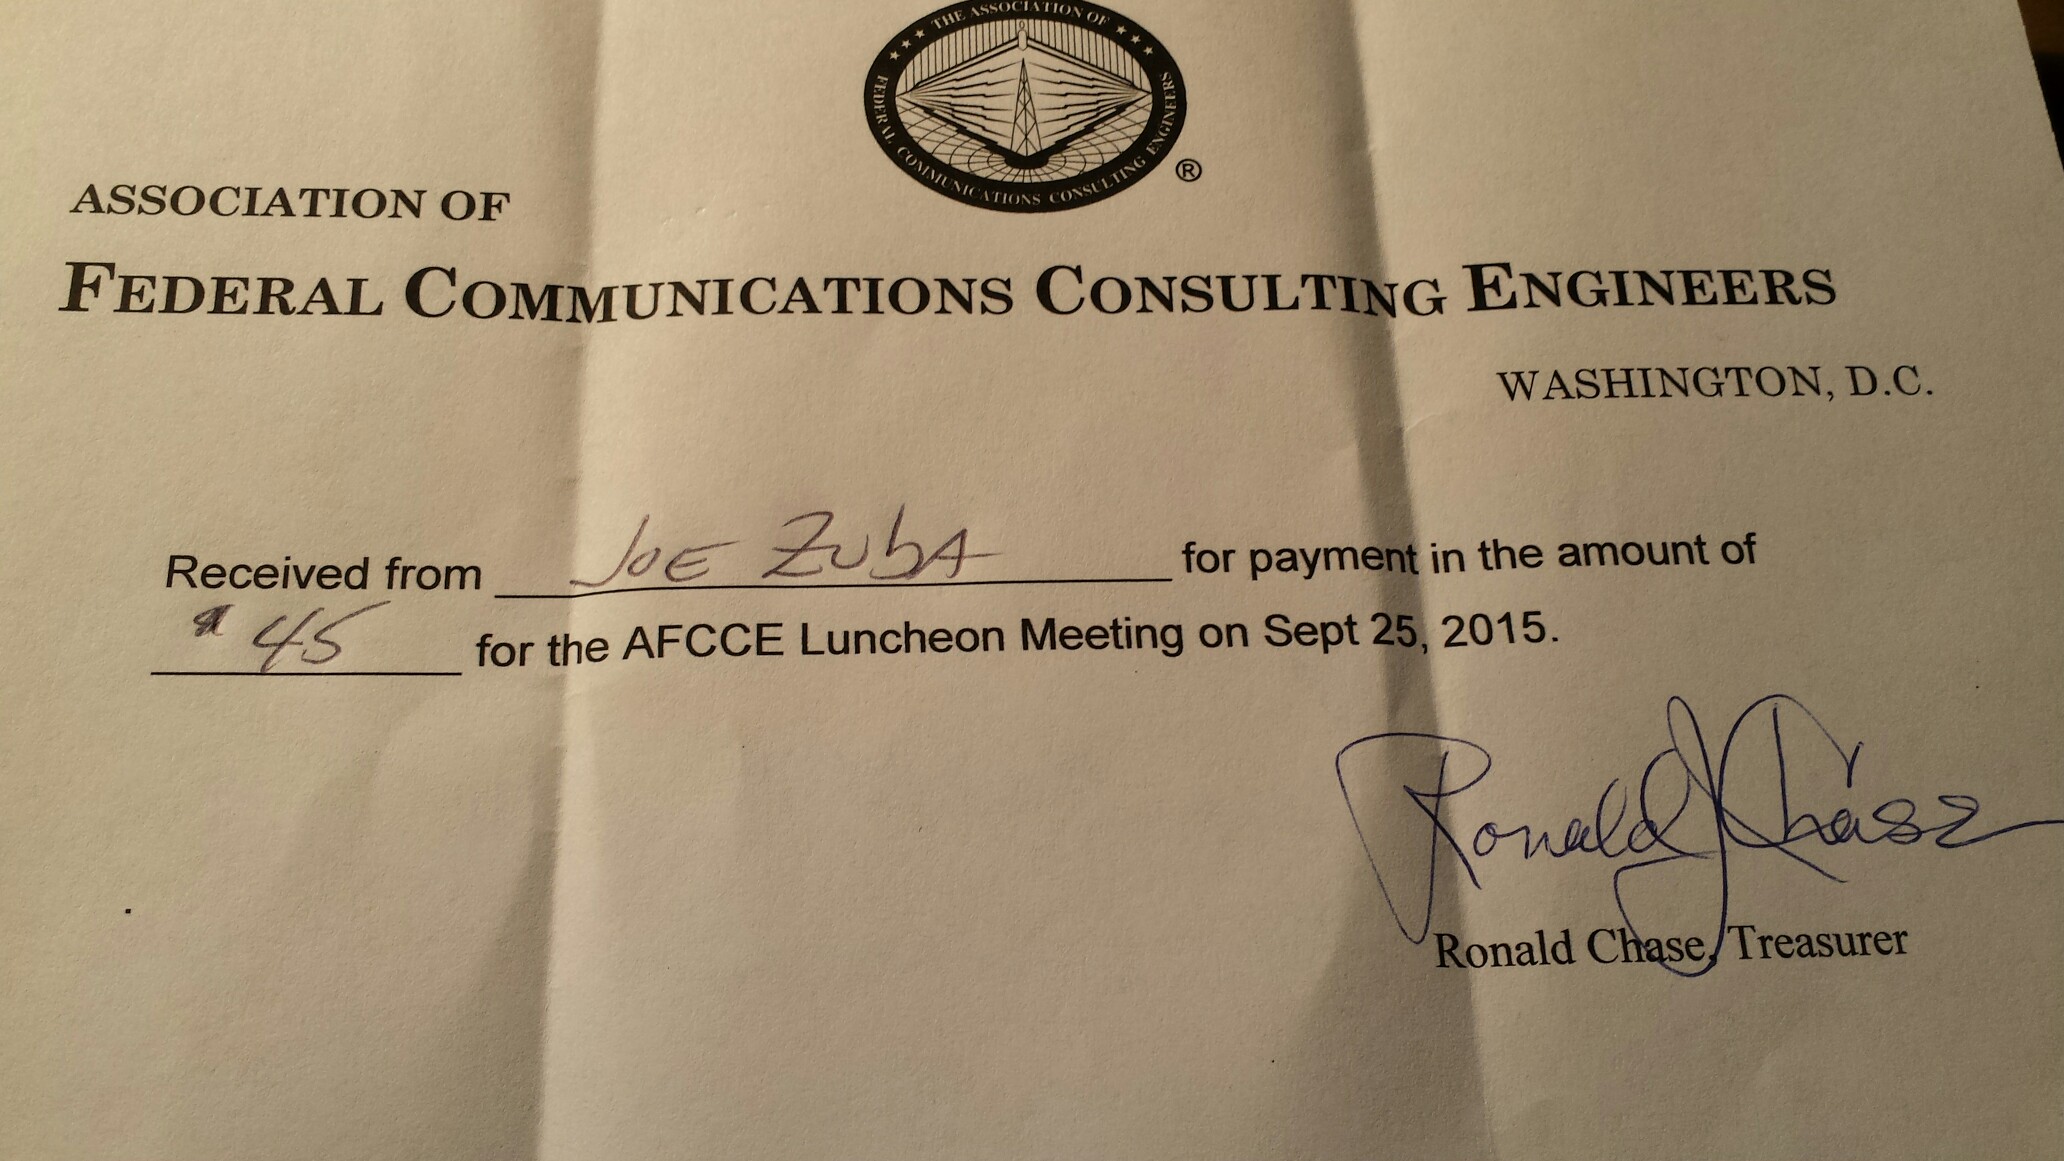 THE ASSOCIATION OF
FEDERAL COMMUNICATIONS CONSULTING ENGINEERS
®
ASSOCIATION OF
FEDERAL COMMUNICATIONS CONSULTING ENGINEERS
WASHINGTON, D.C.
Received from JOE ZUbA for payment in the amount of
$ 45 for the AFCCE Luncheon Meeting on Sept 25, 2015.
Ronald J Chase
Ronald Chase, Treasurer